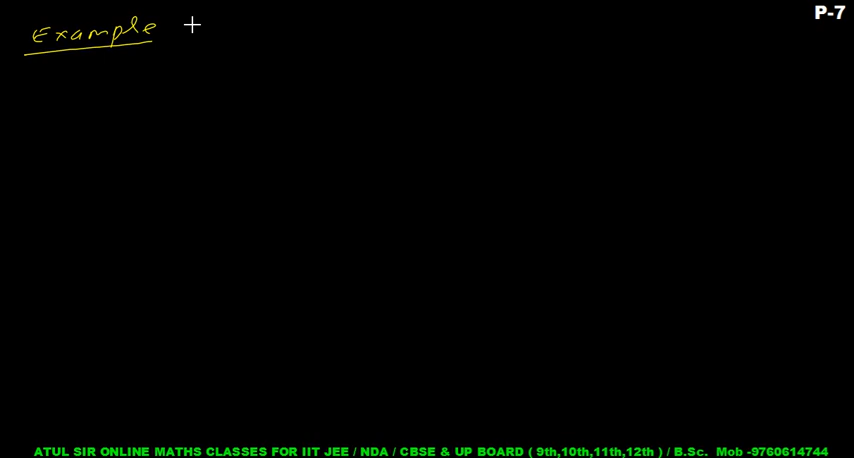 P-7
Example
ATUL SIR ONLINE MATHS CLASSES FOR IIT JEE / NDA / CBSE & UP BOARD ( 9th,10th,11th,12th ) / B.Sc. Mob -9760614744